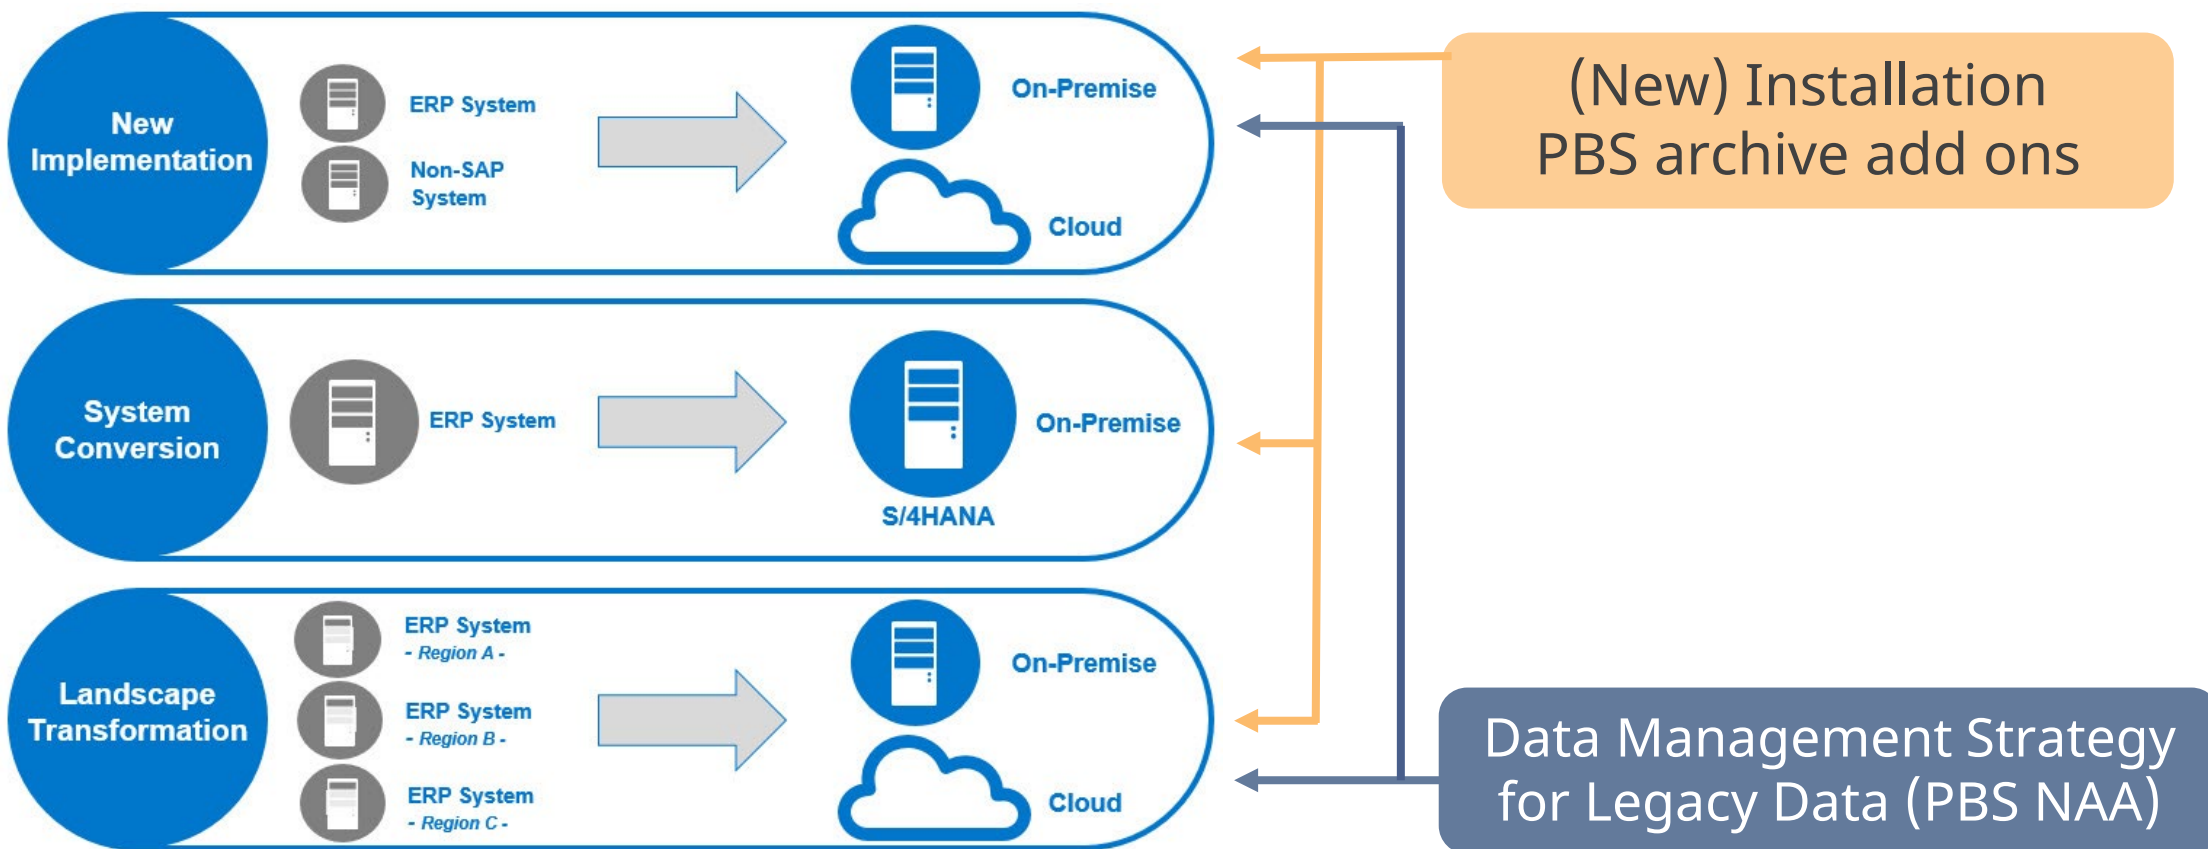 New
Implementation
ERP System
Non-SAP
System
On-Premise
Cloud
(New) Installation
PBS archive add ons
System
Conversion
ERP System
On-Premise
S/4HANA
Landscape
Transformation
ERP System
- Region A -
ERP System
- Region B -
ERP System
- Region C -
On-Premise
Cloud
Data Management Strategy
for Legacy Data (PBS NAA)